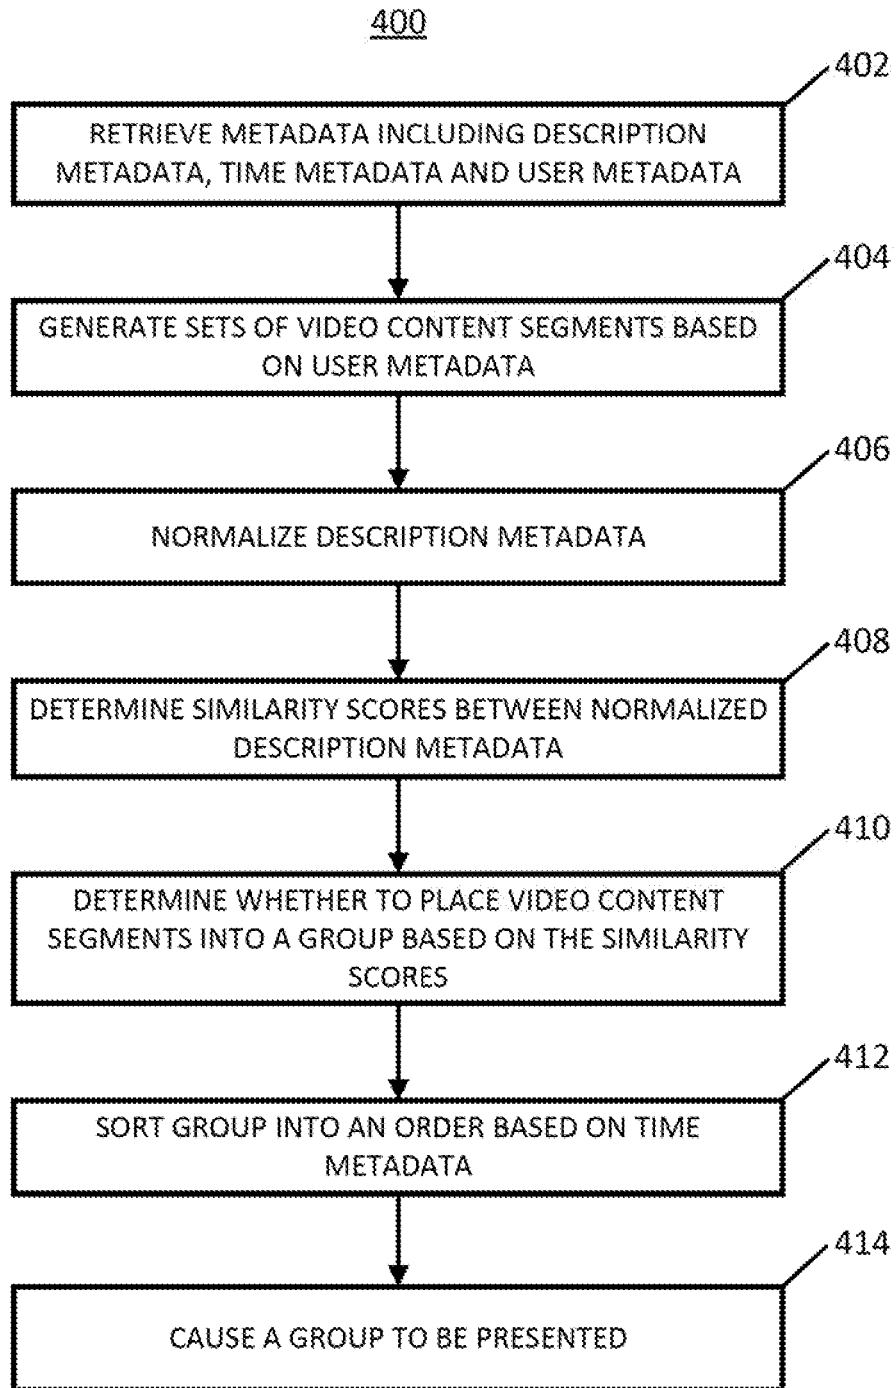 400
402
RETRIEVE METADATA INCLUDING DESCRIPTION
METADATA, TIME METADATA AND USER METADATA
404
GENERATE SETS OF VIDEO CONTENT SEGMENTS BASED
ON USER METADATA
406
NORMALIZE DESCRIPTION METADATA
408
DETERMINE SIMILARITY SCORES BETWEEN NORMALIZED
DESCRIPTION METADATA
410
DETERMINE WHETHER TO PLACE VIDEO CONTENT
SEGMENTS INTO A GROUP BASED ON THE SIMILARITY
SCORES
412
SORT GROUP INTO AN ORDER BASED ON TIME
METADATA
414
CAUSE A GROUP TO BE PRESENTED